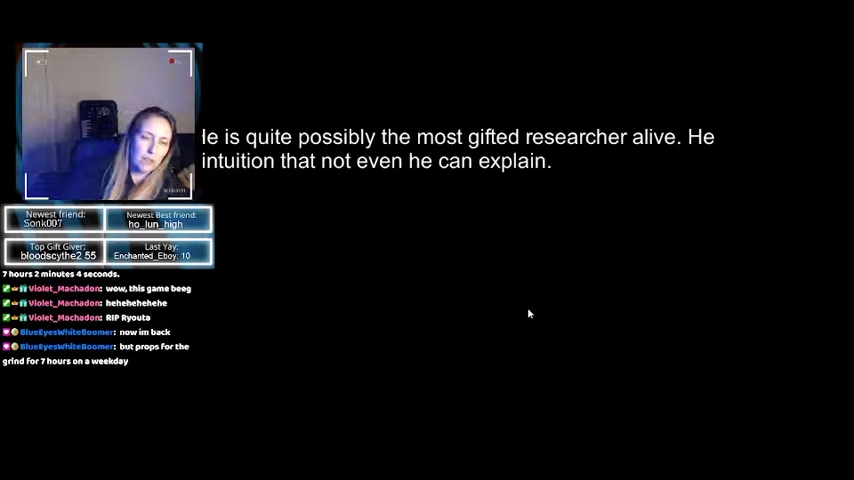 He is quite possibly the most gifted researcher alive. He
intuition that not even he can explain.
Newest friend:
Sonk007
Newest Best friend:
ho_lun_high
Top Gift Giver:
bloodscythe2 55
Last Yay:
Enchanted_Eboy: 10
7 hours 2 minutes 4 seconds.
Violet_Machadon: wow, this game beeg
Violet_Machadon: hehehehehehe
Violet_Machadon: RIP Ryouta
BlueEyesWhiteBoomer: now im back
BlueEyesWhiteBoomer: but props for the
grind for 7 hours on a weekday